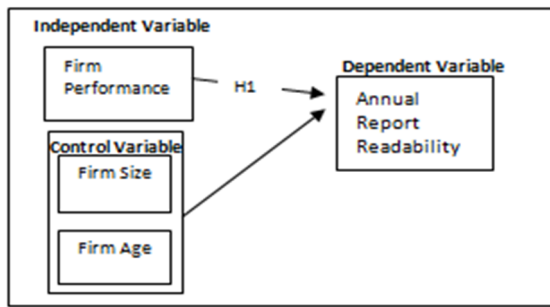 Independent Variable
Firm
Performance
H1
Dependent Variable
Annual
Report
Readability
Control Variable
Firm Size
Firm Age